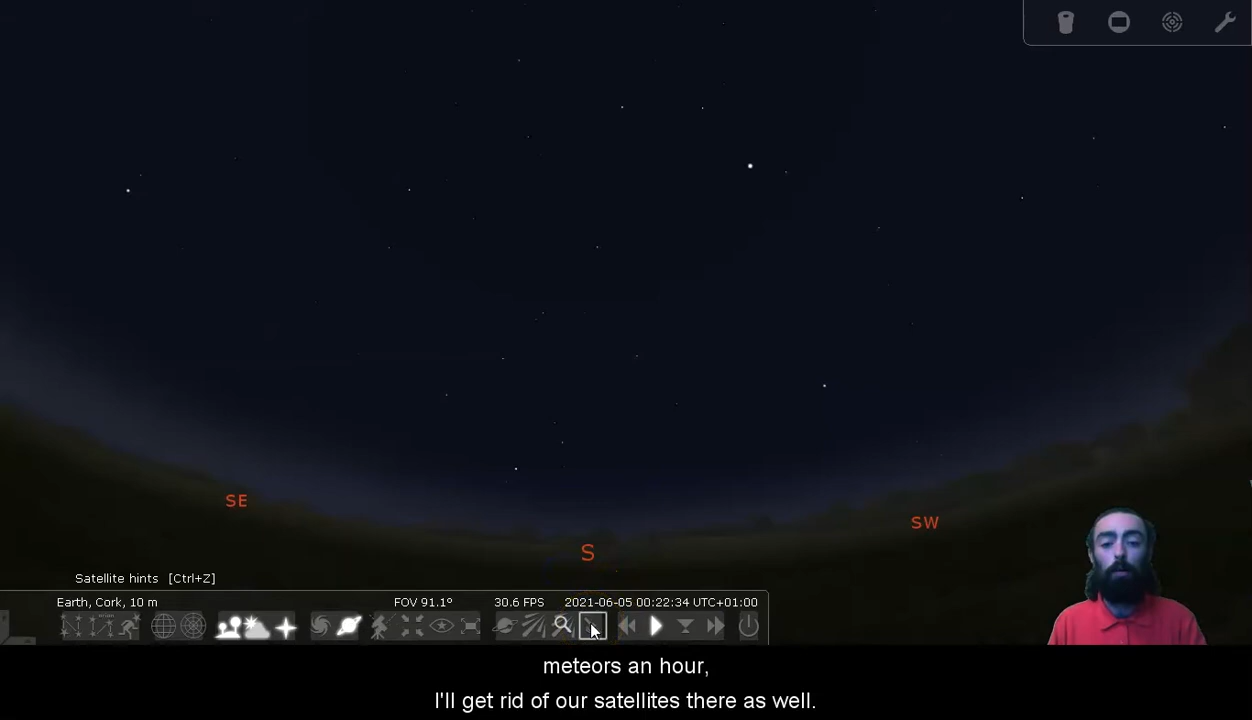 SE
SW
S
Satellite hints [Ctrl+Z]
Earth, Cork, 10 m FOV 91.1° 30.6 FPS 2021-06-05 00:22:34 UTC+01:00
meteors an hour,
I'll get rid of our satellites there as well.